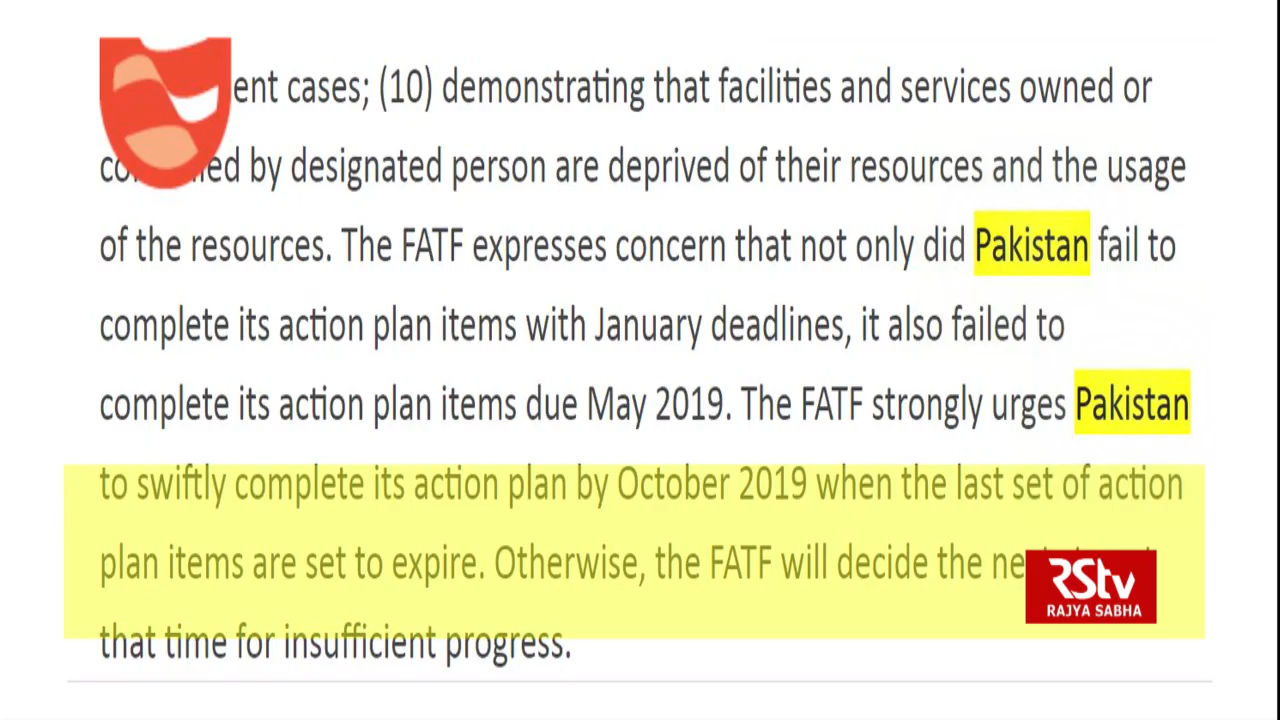 ent cases; (10) demonstrating that facilities and services owned or
by designated person are deprived of their resources and the usage
of the resources. The FATF expresses concern that not only did Pakistan fail to
complete its action plan items with January deadlines, it also failed to
complete its action plan items due May 2019. The FATF strongly urges Pakistan
to swiftly complete its action plan by October 2019 when the last set of action
plan items are set to expire. Otherwise, the FATF will decide the
that time for insufficient progress.
RStv
RAJYA SABHA